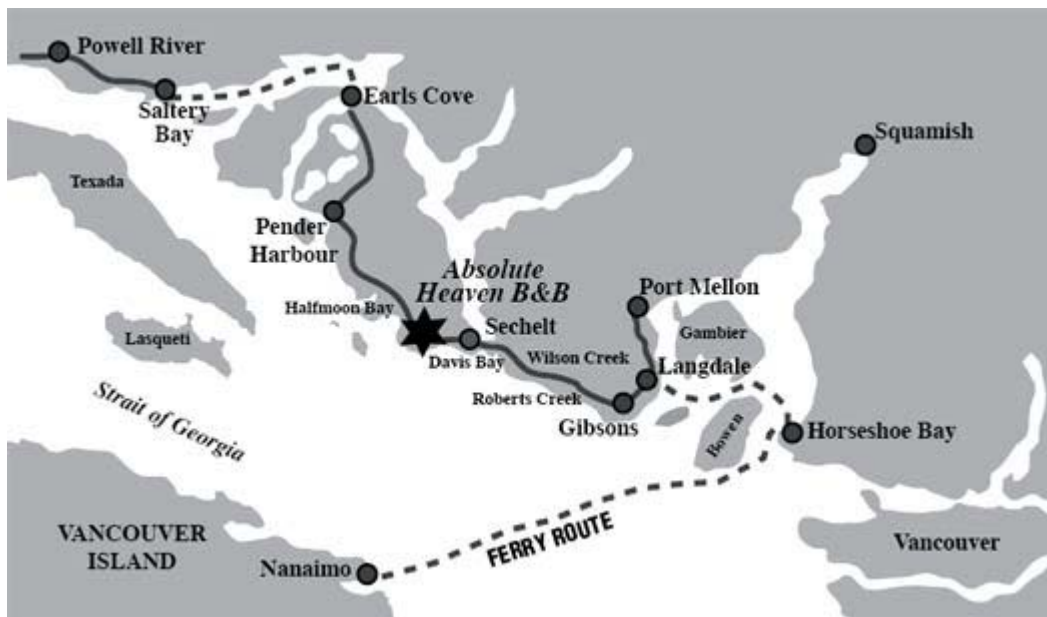 Powell River
Saltery
Bay
Earls Cove
Squamish
Texada
Pender
Harbour
Absolute
Heaven B&B
Port Mellon
Halfmoon Bay
Gambier
Lasqueti
Sechelt
Davis Bay
Wilson Creek
Langdale
Roberts Creek
Strait of Georgia
Gibsons
Bowen
Horseshoe Bay
FERRY ROUTE
VANCOUVER
ISLAND
Vancouver
Nanaimo